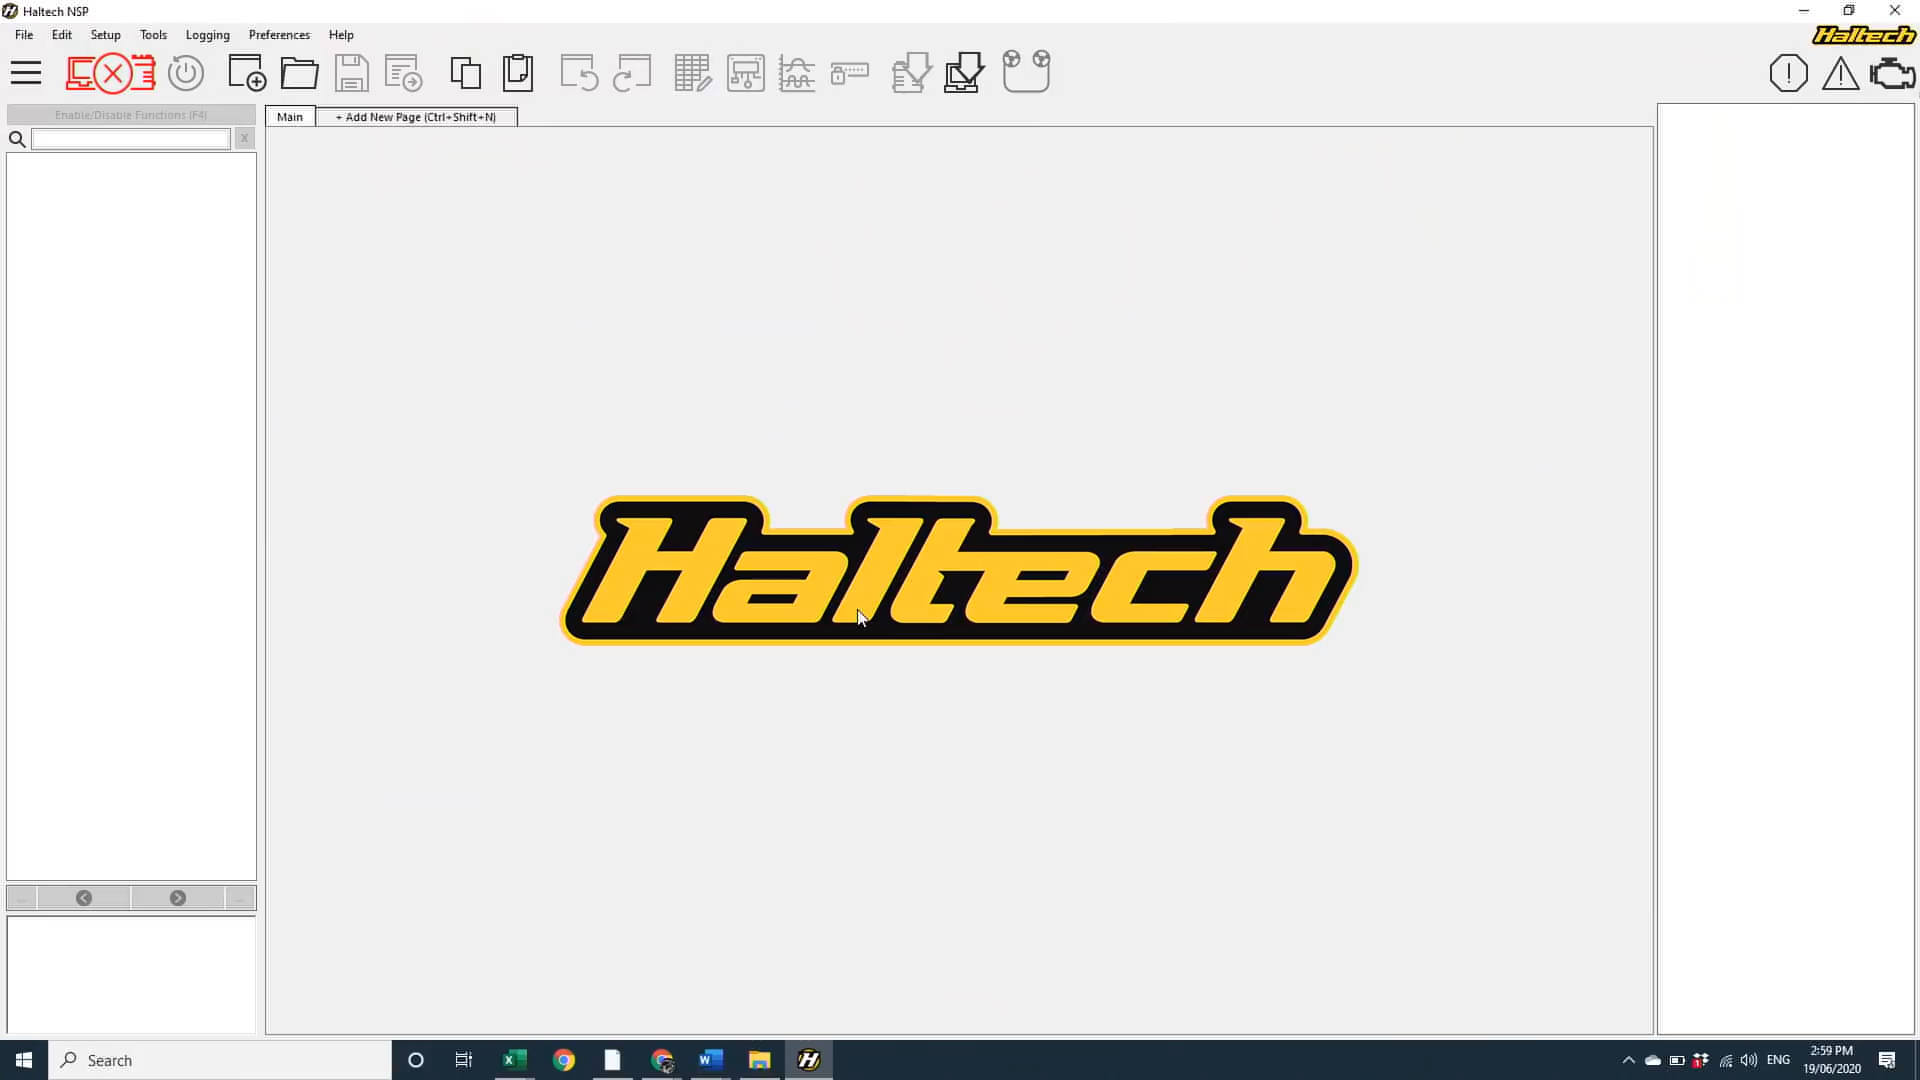 Haltech NSP
File Edit Setup Tools Logging Preferences Help
Haltech
Enable/Disable Functions (F4)
Main + Add New Page (Ctrl+Shift+N)
X
Haltech
Search
ENG
2:59 PM
19/06/2020